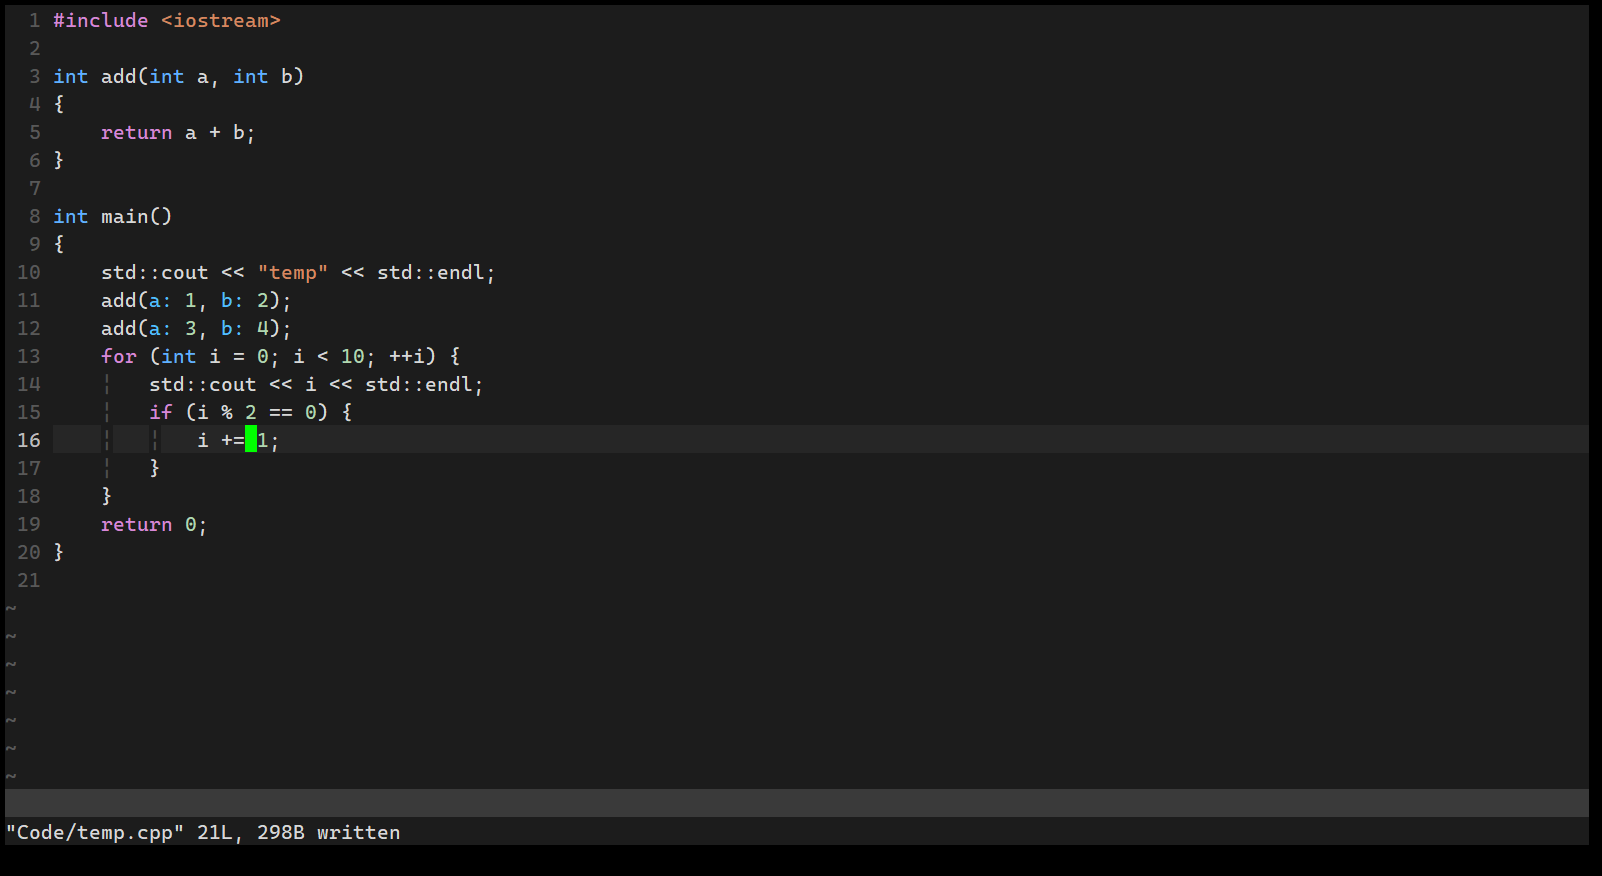 1 #include <iostream>
2
3 int add(int a, int b)
4 {
5     return a + b;
6 }
7
8 int main()
9 {
10     std::cout << "temp" << std::endl;
11     add(a: 1, b: 2);
12     add(a: 3, b: 4);
13     for (int i = 0; i < 10; ++i) {
14     ¦   std::cout << i << std::endl;
15     ¦   if (i % 2 == 0) {
16     ¦   ¦   i += 1;
17     ¦   }
18     }
19     return 0;
20 }
21
~
~
~
~
~
~
~
"Code/temp.cpp" 21L, 298B written